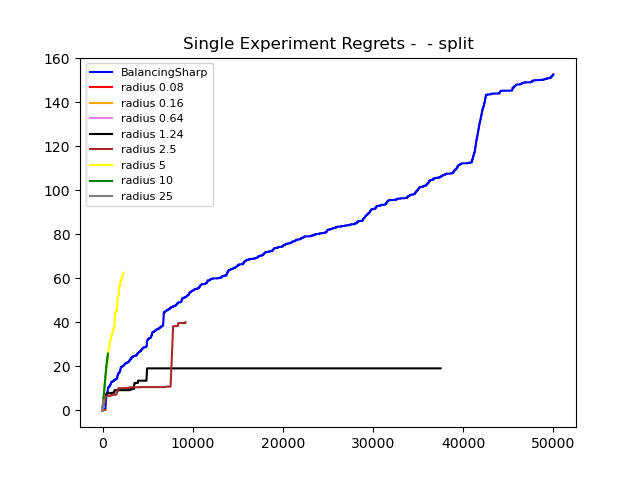 Single Experiment Regrets -  - split
160
140
120
100
80
60
40
20
0
BalancingSharp
radius 0.08
radius 0.16
radius 0.64
radius 1.24
radius 2.5
radius 5
radius 10
radius 25
0 10000 20000 30000 40000 50000